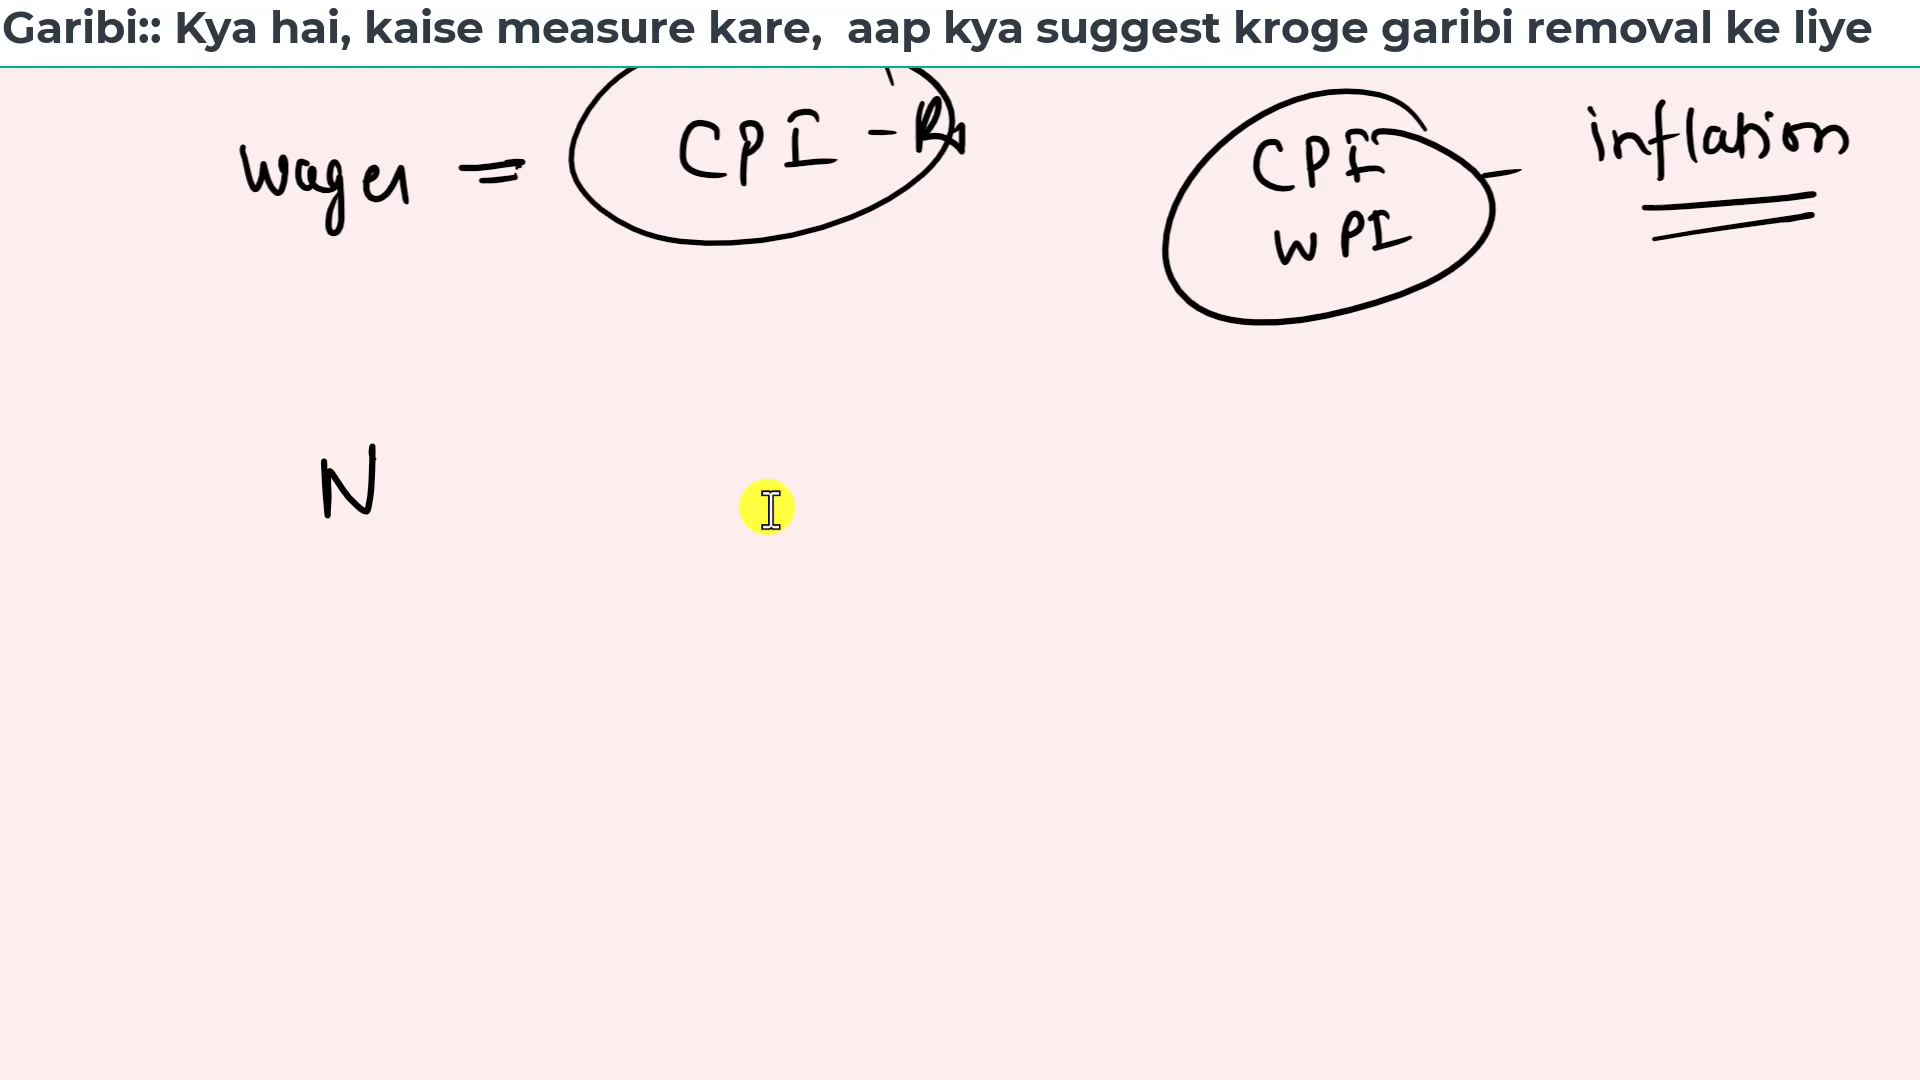 Garibi:: Kya hai, kaise measure kare, aap kya suggest kroge garibi removal ke liye
wages = CPI -
CPI
WPI - inflation
N